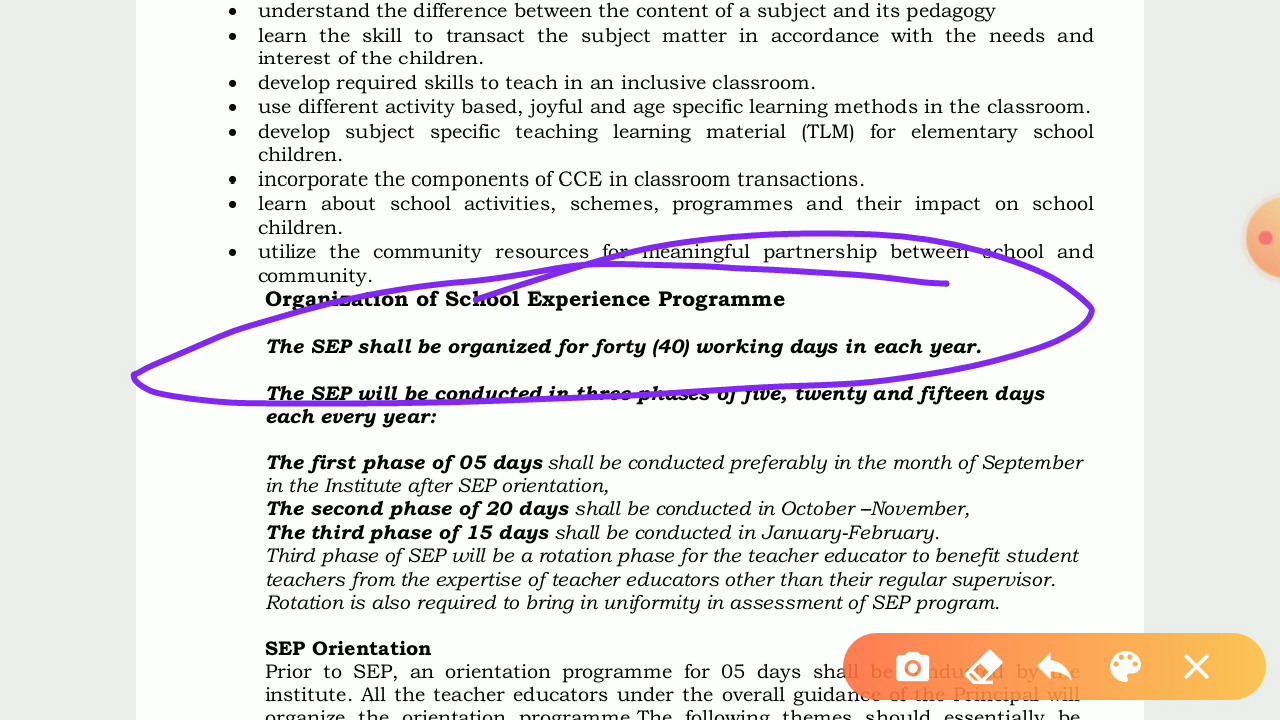 • understand the difference between the content of a subject and its pedagogy
• learn the skill to transact the subject matter in accordance with the needs and
interest of the children.
• develop required skills to teach in an inclusive classroom.
• use different activity based, joyful and age specific learning methods in the classroom.
• develop subject specific teaching learning material (TLM) for elementary school
children.
• incorporate the components of CCE in classroom transactions.
• learn about school activities, schemes, programmes and their impact on school
children.
• utilize the community resources for meaningful partnership between school and
community.
Organization of School Experience Programme
The SEP shall be organized for forty (40) working days in each year.
The SEP will be conducted in three phases of five, twenty and fifteen days
each every year:
The first phase of 05 days shall be conducted preferably in the month of September
in the Institute after SEP orientation,
The second phase of 20 days shall be conducted in October –November,
The third phase of 15 days shall be conducted in January-February.
Third phase of SEP will be a rotation phase for the teacher educator to benefit student
teachers from the expertise of teacher educators other than their regular supervisor.
Rotation is also required to bring in uniformity in assessment of SEP program.
SEP Orientation
Prior to SEP, an orientation programme for 05 days shall be conducted by the
institute. All the teacher educators under the overall guidance of the Principal will
organize the orientation programme.The following themes should essentially be